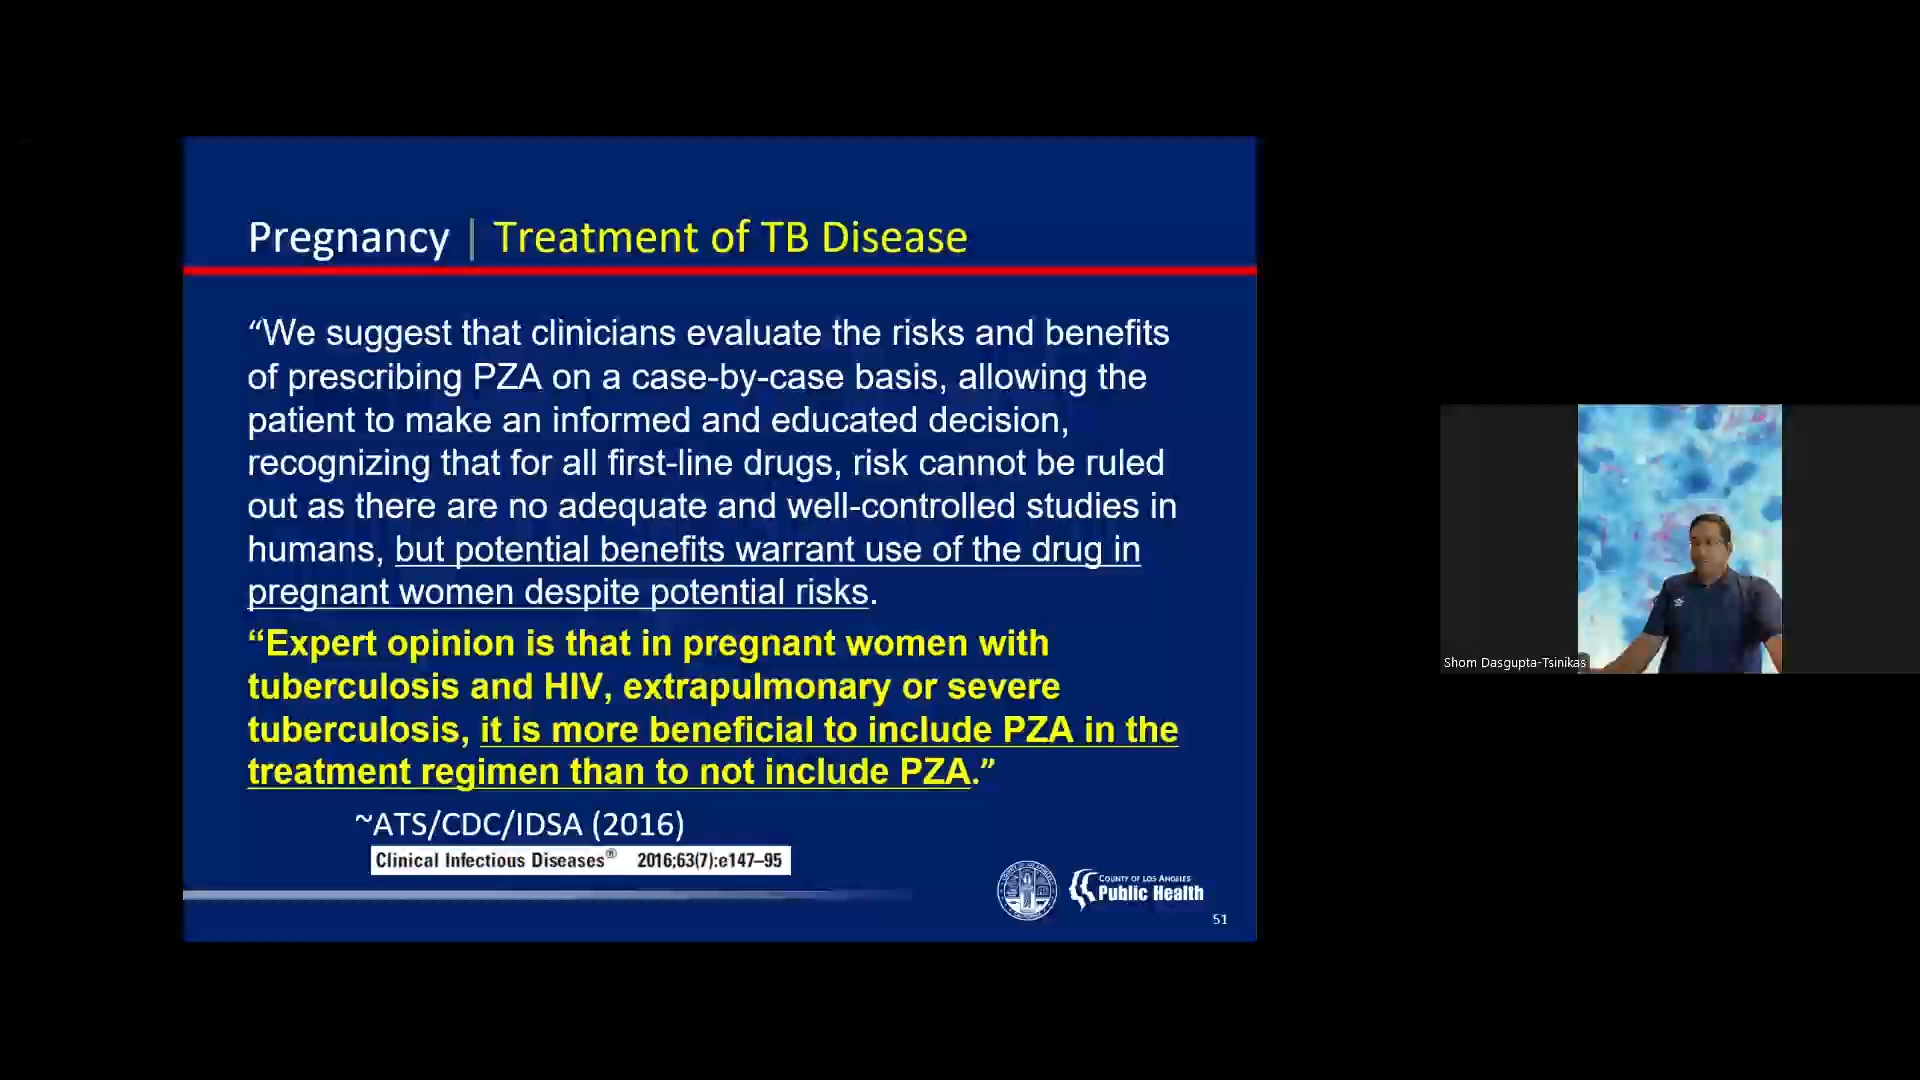 Pregnancy | Treatment of TB Disease
“We suggest that clinicians evaluate the risks and benefits
of prescribing PZA on a case-by-case basis, allowing the
patient to make an informed and educated decision,
recognizing that for all first-line drugs, risk cannot be ruled
out as there are no adequate and well-controlled studies in
humans, but potential benefits warrant use of the drug in
pregnant women despite potential risks.
“Expert opinion is that in pregnant women with
tuberculosis and HIV, extrapulmonary or severe
tuberculosis, it is more beneficial to include PZA in the
treatment regimen than to not include PZA.”
~ATS/CDC/IDSA (2016)
Clinical Infectious Diseases® 2016;63(7):e147–95
COUNTY OF LOS ANGELES
Public Health
51
Shom Dasgupta-Tsinikas